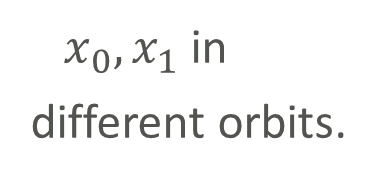 𝑥₀, 𝑥₁ in
different orbits.